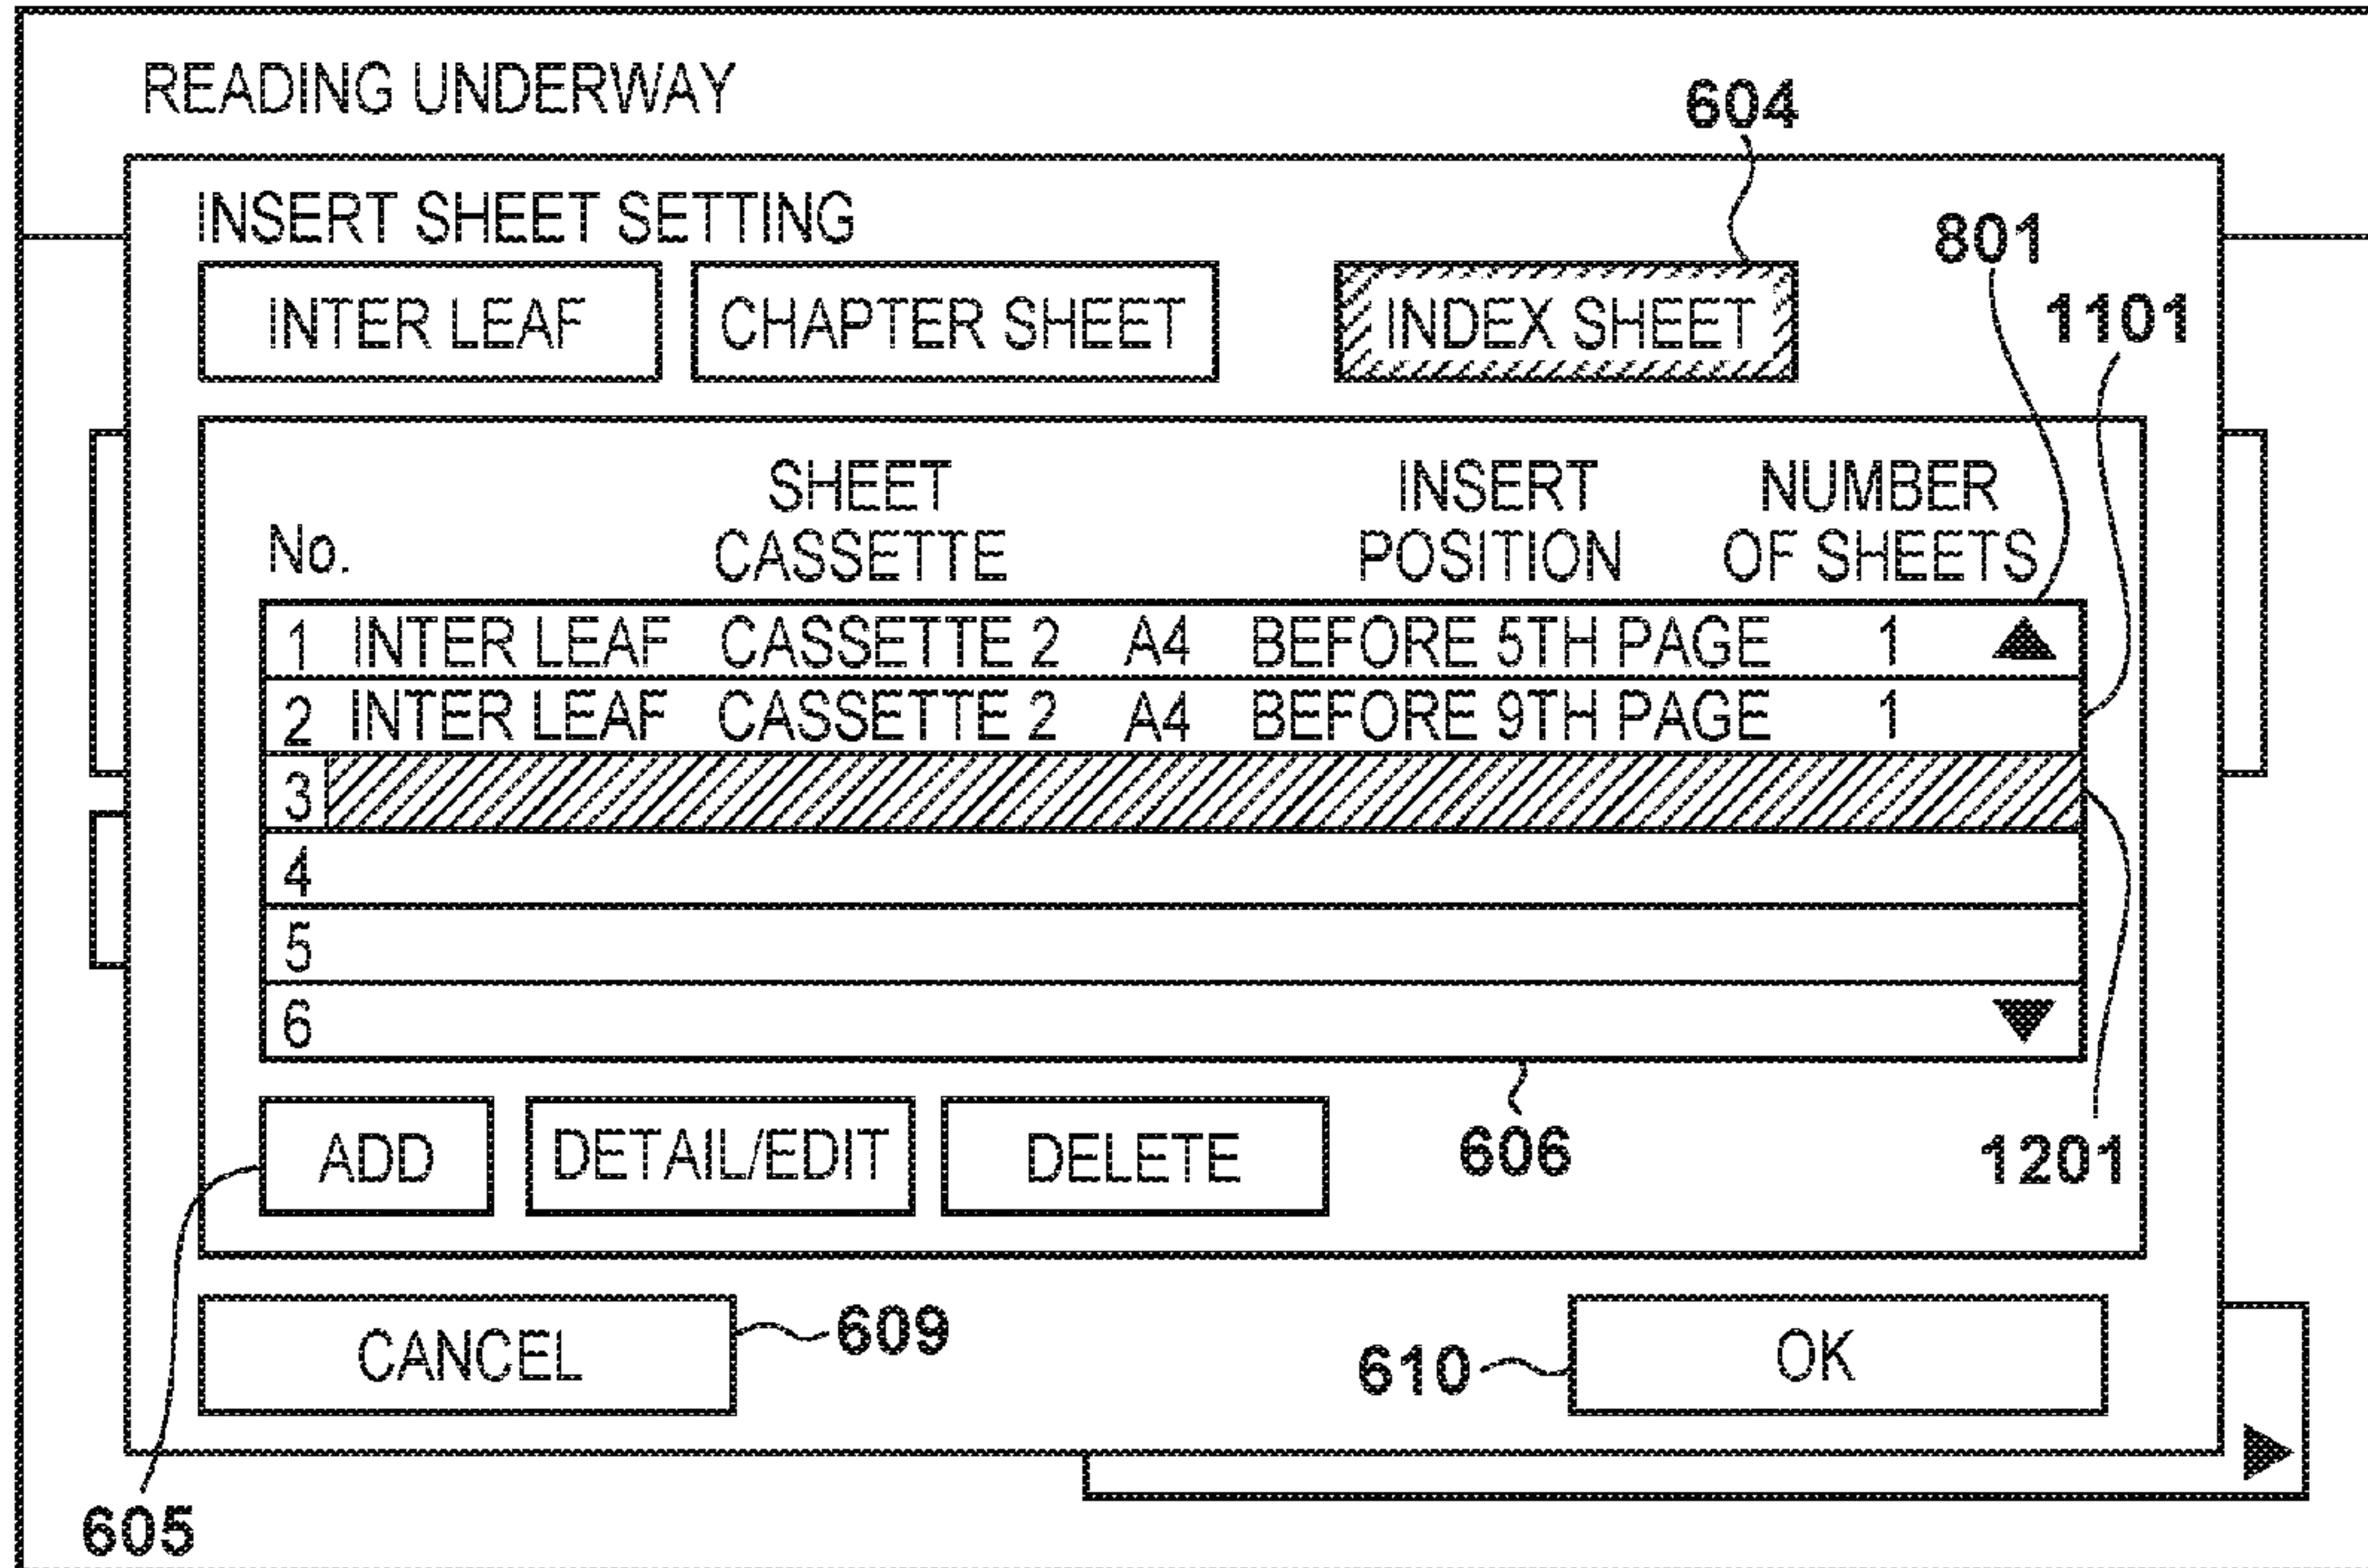 READING UNDERWAY
604
INSERT SHEET SETTING
801
INTER LEAF CHAPTER SHEET INDEX SHEET
1101
SHEET INSERT NUMBER
No. CASSETTE POSITION OF SHEETS
1 INTER LEAF CASSETTE 2 A4 BEFORE 5TH PAGE 1
2 INTER LEAF CASSETTE 2 A4 BEFORE 9TH PAGE 1
3
4
5
6
ADD DETAIL/EDIT DELETE
606
1201
CANCEL
609
610
OK
605